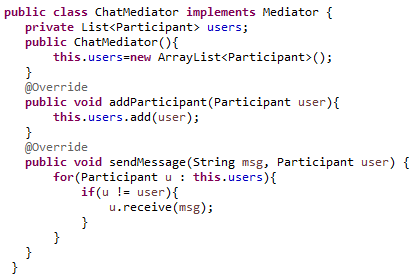 public class ChatMediator implements Mediator {
   private List<Participant> users;
   public ChatMediator(){
       this.users=new ArrayList<Participant>();
   }
   @Override
   public void addParticipant(Participant user){
       this.users.add(user);
   }
   @Override
   public void sendMessage(String msg, Participant user) {
       for(Participant u : this.users){
           if(u != user){
               u.receive(msg);
           }
       }
   }
 }